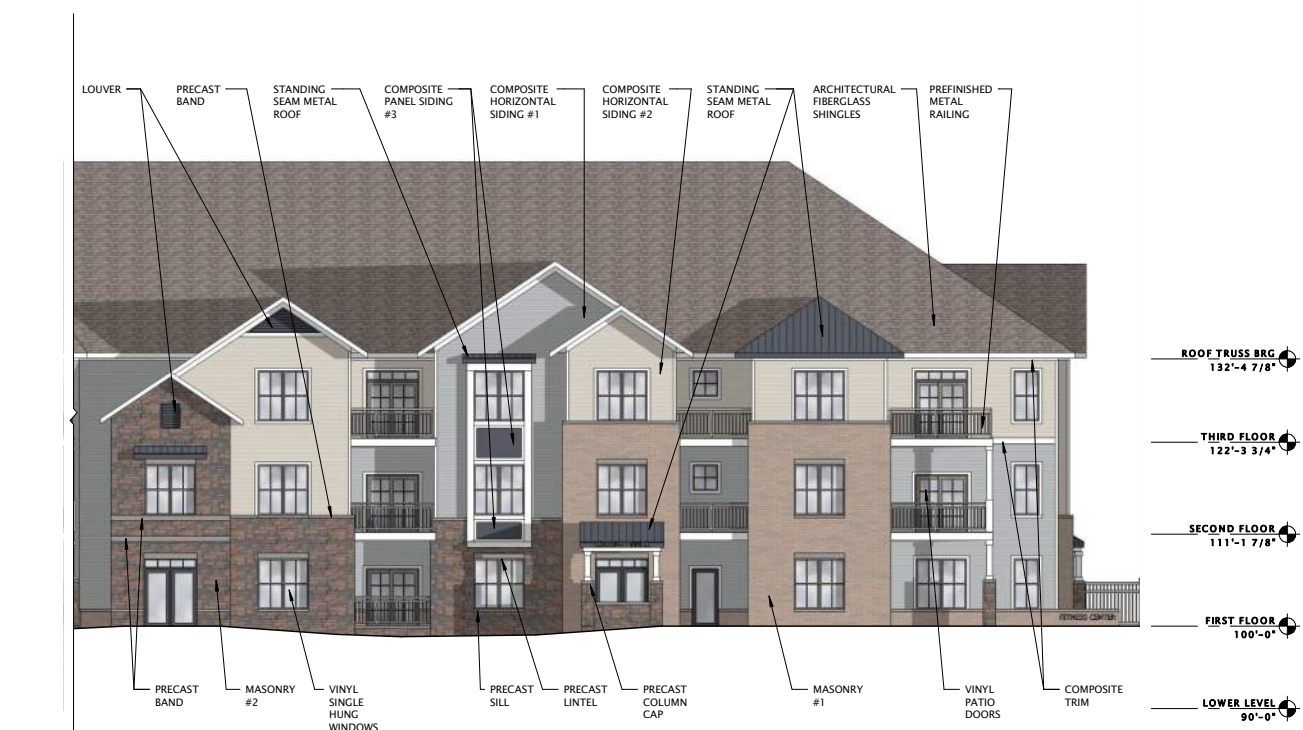 LOUVER
PRECAST
BAND
STANDING
SEAM METAL
ROOF
COMPOSITE
PANEL SIDING
#3
COMPOSITE
HORIZONTAL
SIDING #1
COMPOSITE
HORIZONTAL
SIDING #2
STANDING
SEAM METAL
ROOF
ARCHITECTURAL
FIBERGLASS
SHINGLES
PREFINISHED
METAL
RAILING
ROOF TRUSS BRG
132'-4 7/8"
THIRD FLOOR
122'-3 3/4"
SECOND FLOOR
111'-1 7/8"
FITNESS CENTER
FIRST FLOOR
100'-0"
PRECAST
BAND
MASONRY
#2
VINYL
SINGLE
HUNG
WINDOWS
PRECAST
SILL
PRECAST
LINTEL
PRECAST
COLUMN
CAP
MASONRY
#1
VINYL
PATIO
DOORS
COMPOSITE
TRIM
LOWER LEVEL
90'-0"